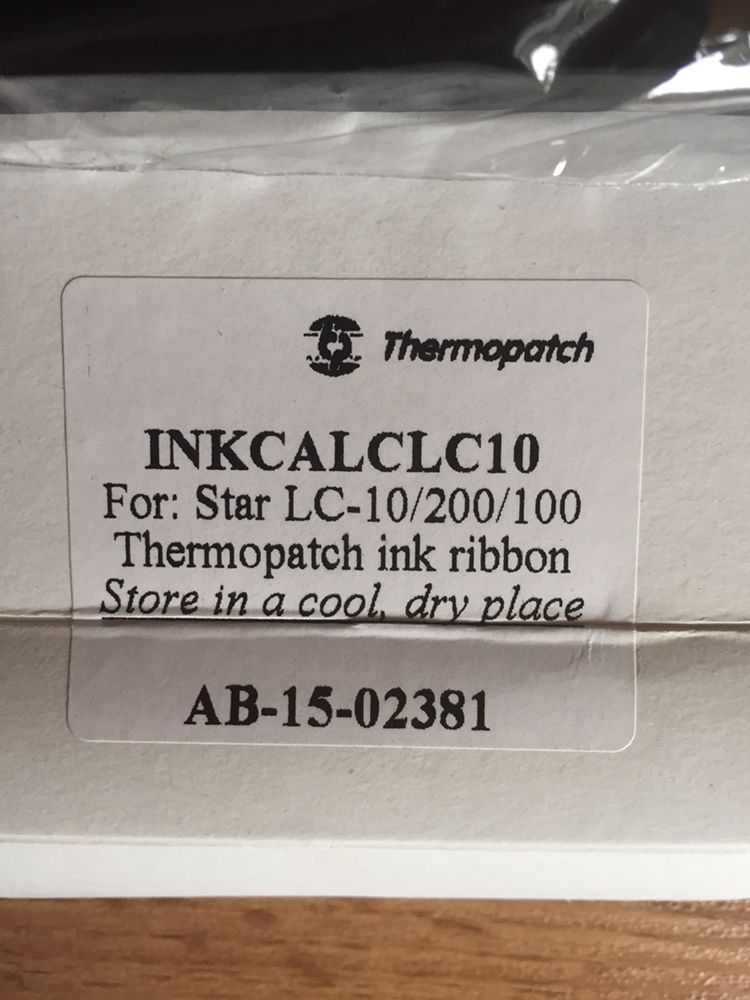 Thermopatch
INKCALCLC10
For: Star LC-10/200/100
Thermopatch ink ribbon
Store in a cool, dry place
AB-15-02381